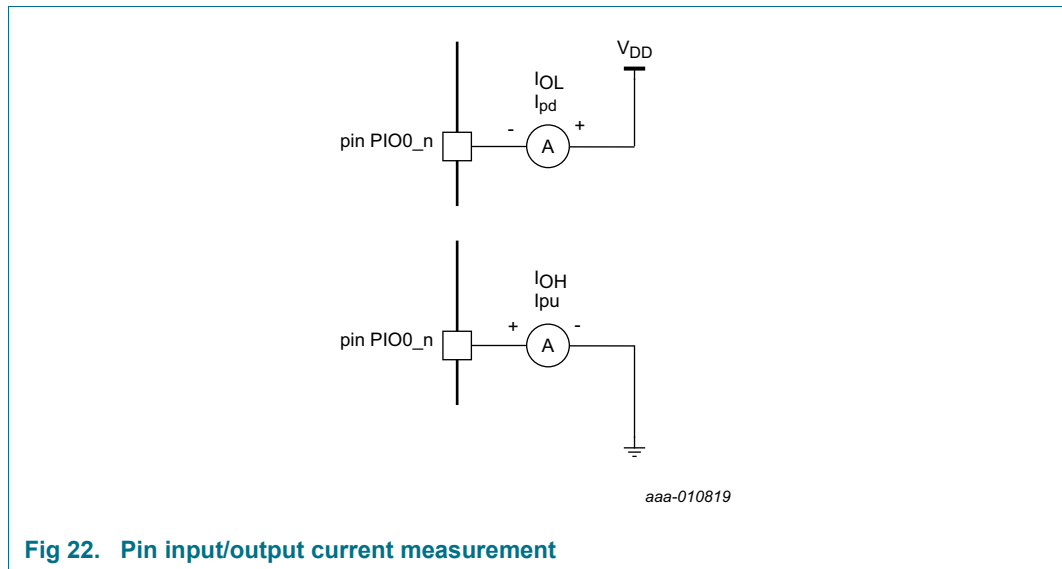 VDD
IOL
Ipd
- +
A
pin PIO0_n
IOH
Ipu
+ -
A
pin PIO0_n
aaa-010819
Fig 22. Pin input/output current measurement